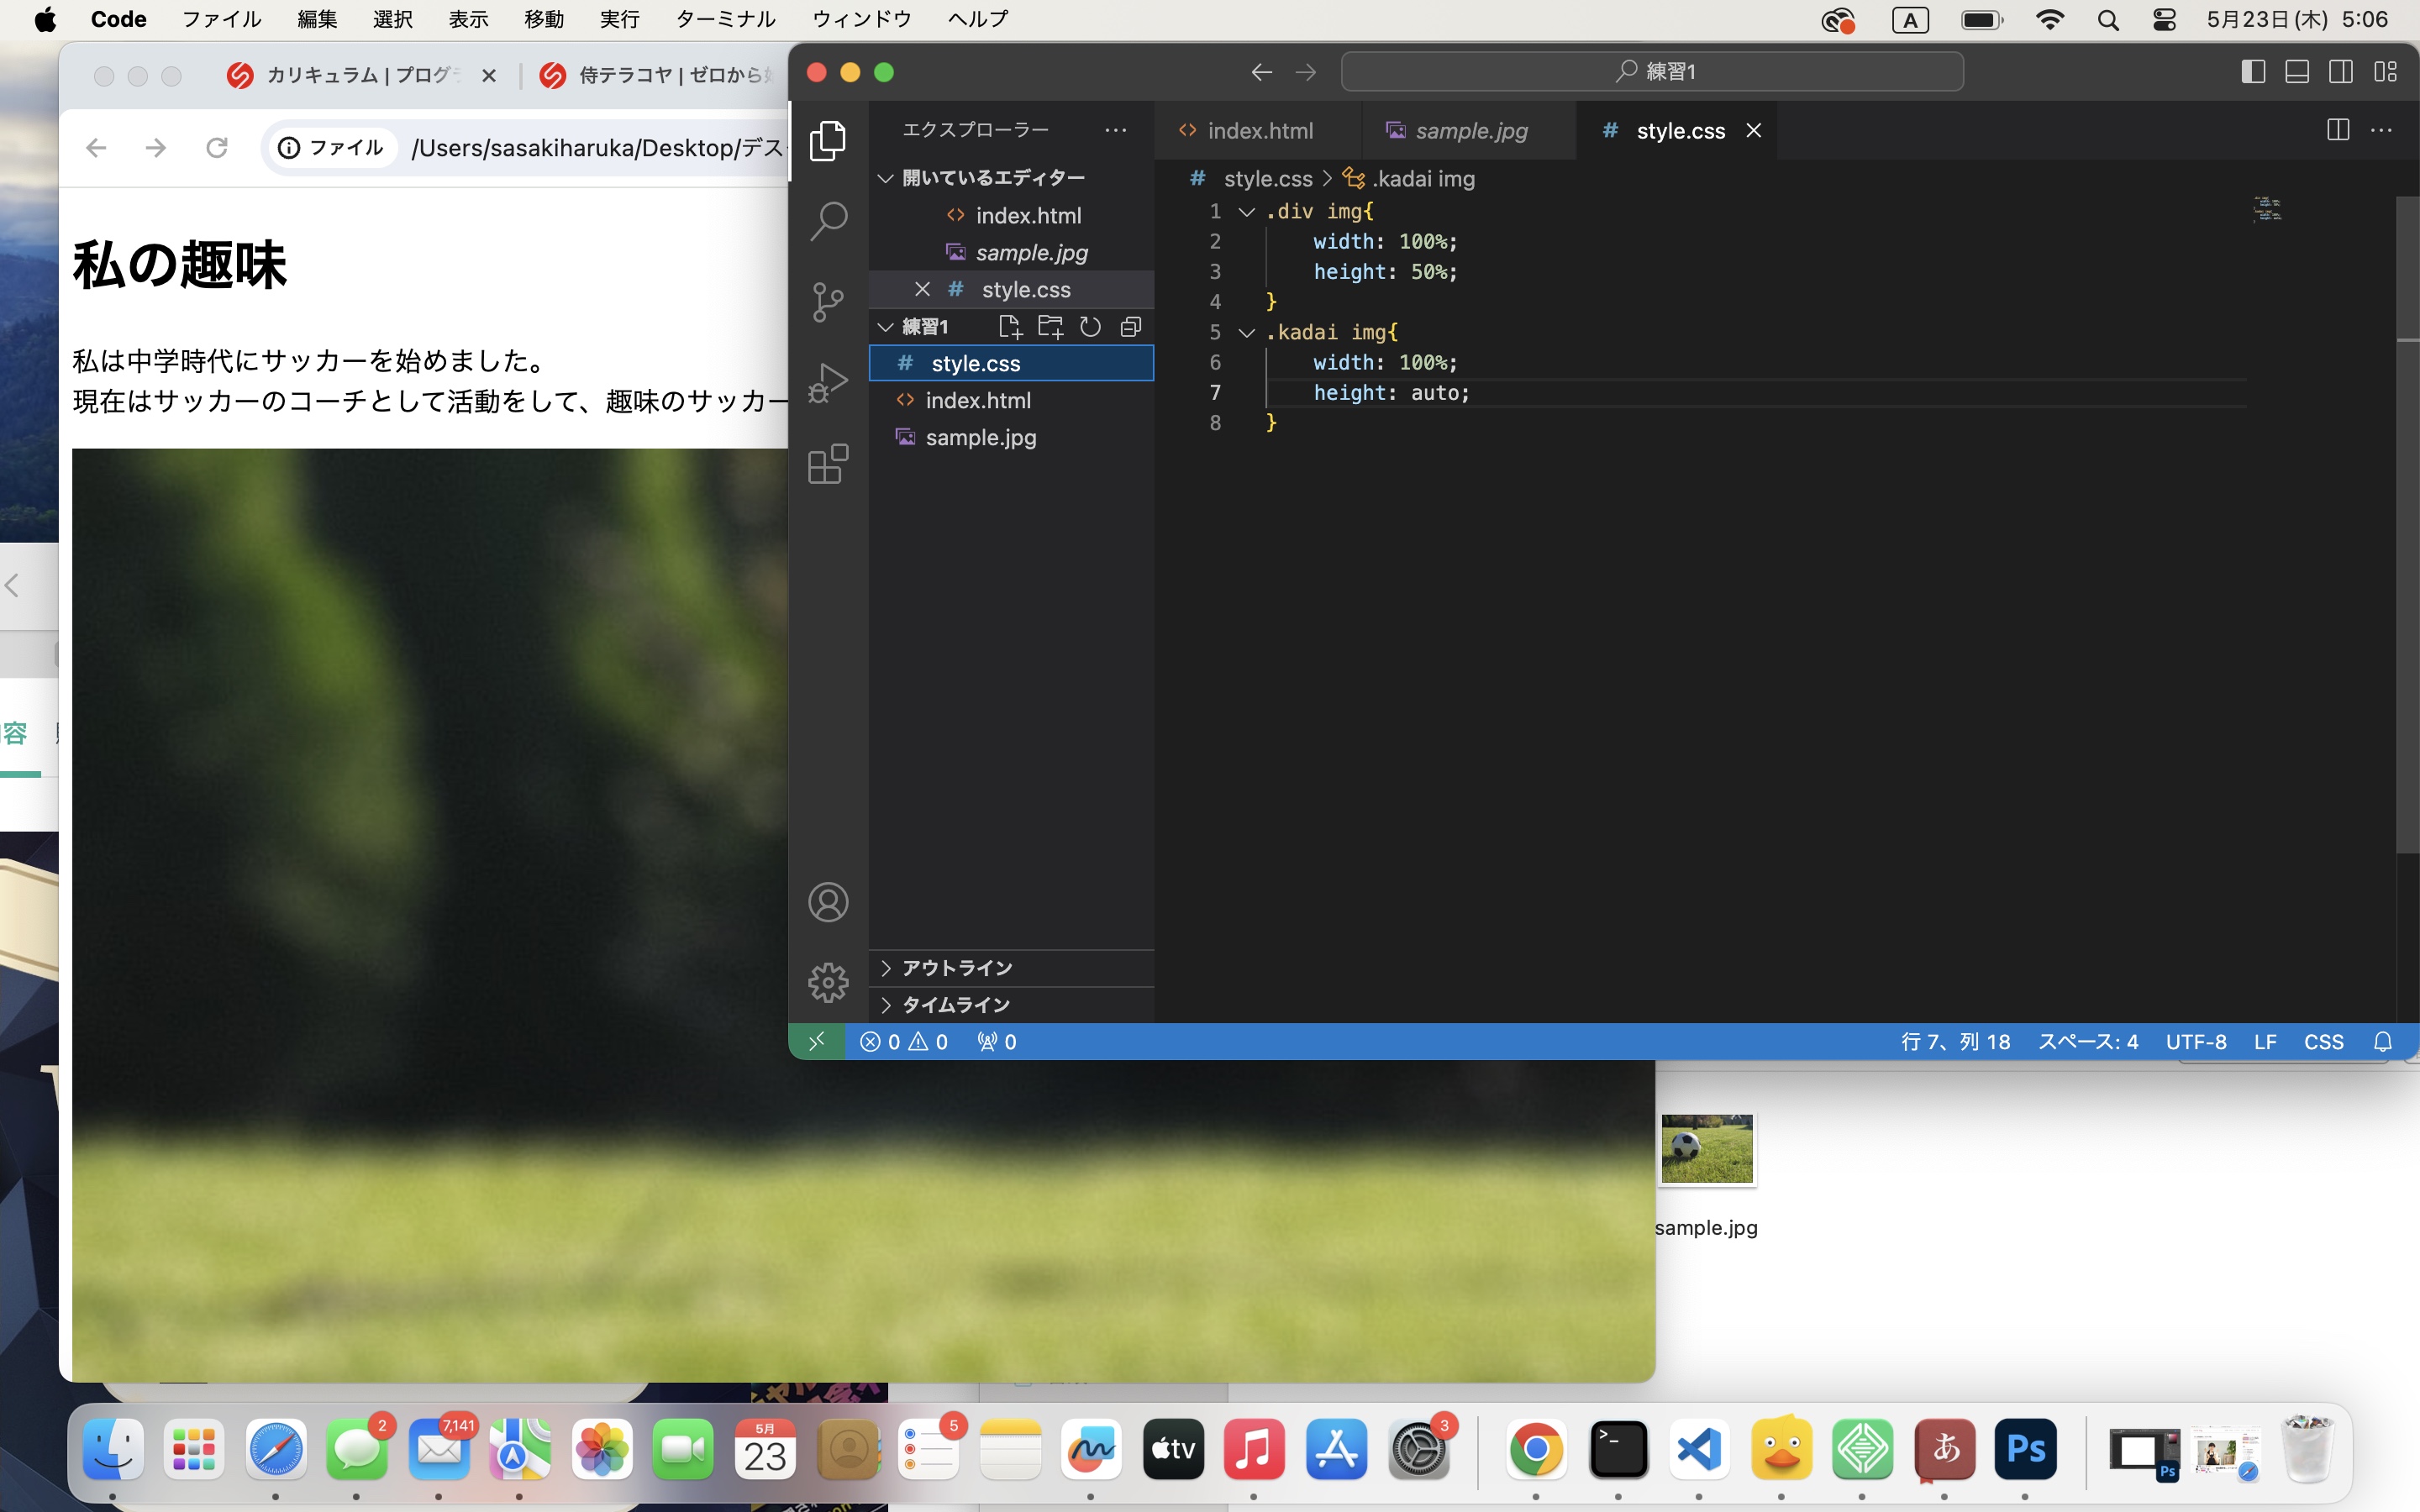 Code ファイル 編集 選択 表示 移動 実行 ターミナル ウィンドウ ヘルプ A 5月23日(木) 5:06
カリキュラム | プログ
侍テラコヤ | ゼロから
ファイル /Users/sasakiharuka/Desktop/デス
私の趣味
私は中学時代にサッカーを始めました。
現在はサッカーのコーチとして活動をして、趣味のサッカー
容
練習1
エクスプローラー
開いているエディター
index.html
sample.jpg
style.css
練習1
style.css
index.html
sample.jpg
アウトライン
タイムライン
index.html sample.jpg style.css
style.css > .kadai img
1 .div img{
2 width: 100%;
3 height: 50%;
4 }
5 .kadai img{
6 width: 100%;
7 height: auto;
8 }
0 0 0 行 7、列 18 スペース: 4 UTF-8 LF CSS
sample.jpg
2
7,141
5月
23
5
tv
3
>_
あ
Ps
Ps